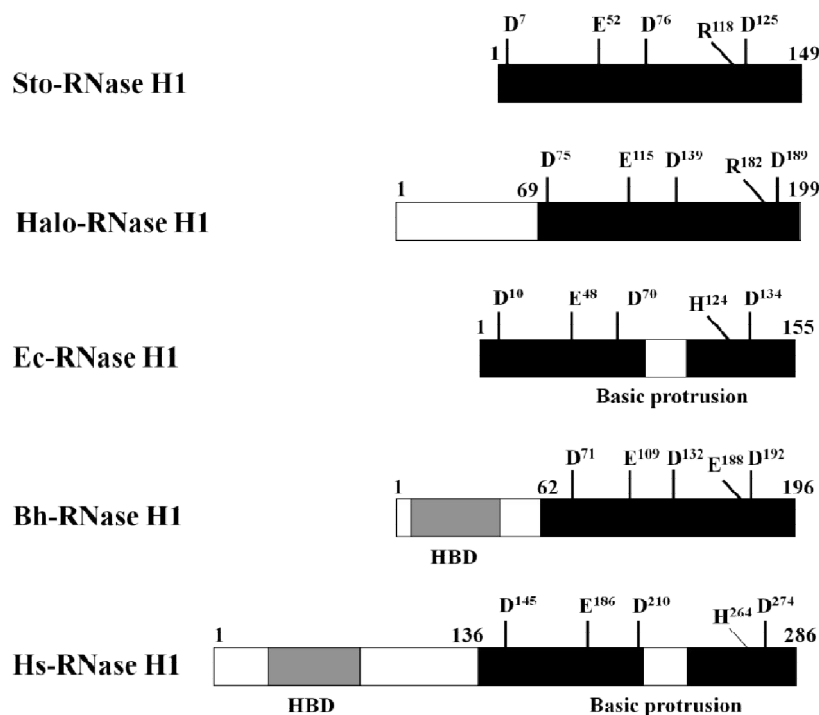 D⁷ E⁵² D⁷⁶ R¹¹⁸ D¹²⁵
1 149
Sto-RNase H1
D⁷⁵ E¹¹⁵ D¹³⁹ R¹⁸² D¹⁸⁹
1 69 199
Halo-RNase H1
D¹⁰ E⁴⁸ D⁷⁰ H¹²⁴ D¹³⁴
1 155
Ec-RNase H1
Basic protrusion
D⁷¹ E¹⁰⁹ D¹³² E¹⁸⁸ D¹⁹²
1 62 196
Bh-RNase H1
HBD
D¹⁴⁵ E¹⁸⁶ D²¹⁰ H²⁶⁴ D²⁷⁴
1 136 286
Hs-RNase H1
HBD Basic protrusion